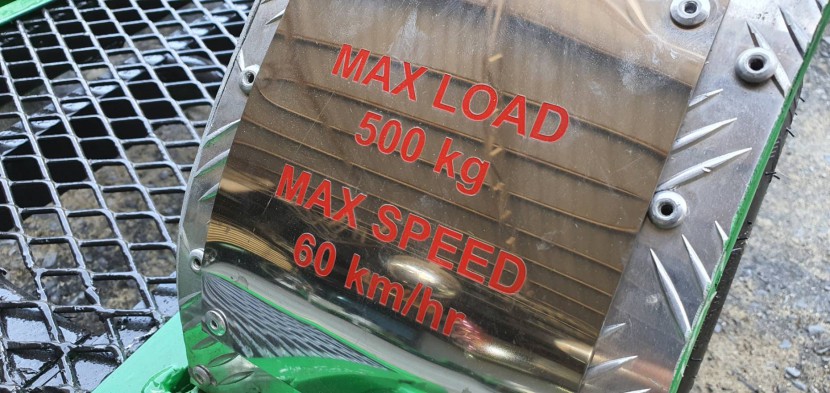 MAX LOAD
500 kg
MAX SPEED
60 km/hr